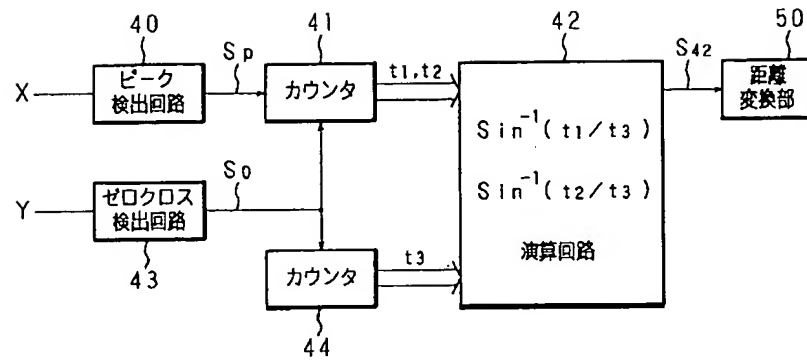 40
ピーク
検出回路
X
Sp
41
カウンタ
t1,t2
42
Sin⁻¹(t1/t3)
Sin⁻¹(t2/t3)
演算回路
S42
50
距離
変換部
Y
ゼロクロス
検出回路
43
S0
カウンタ
44
t3